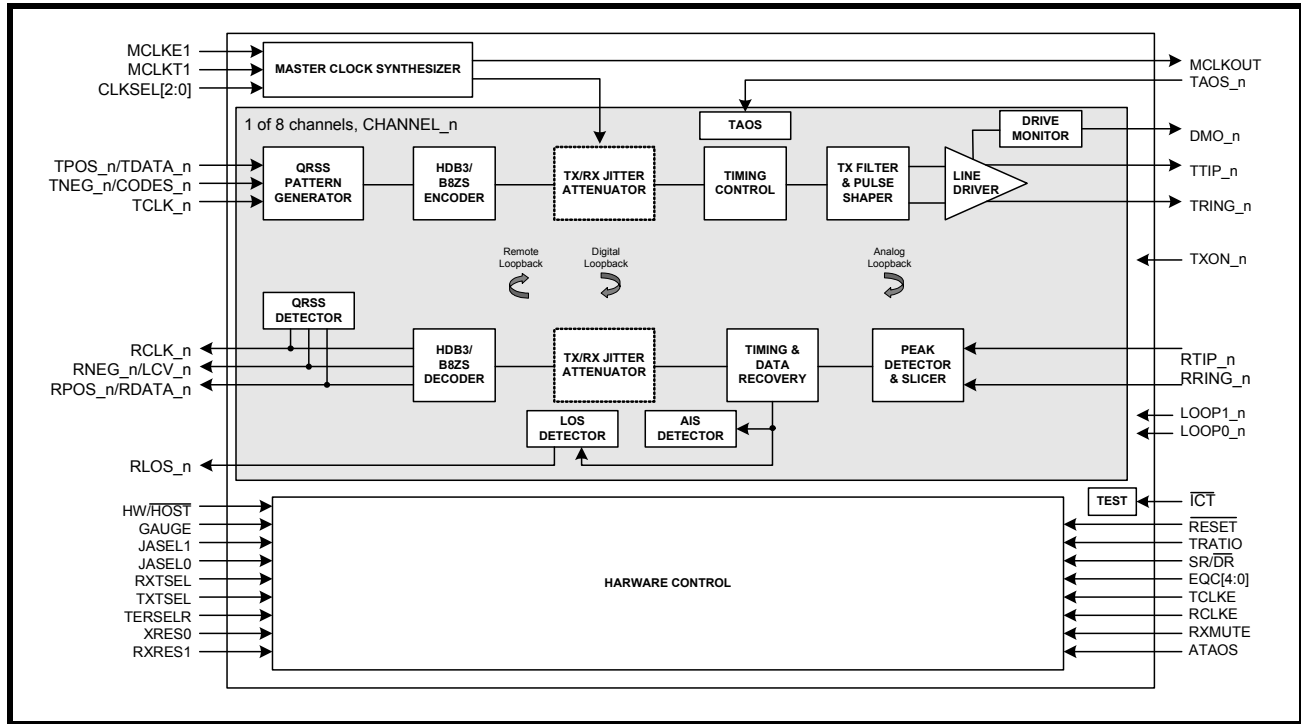 MCLKE1
MCLKT1
CLKSEL[2:0]
MASTER CLOCK SYNTHESIZER
MCLKOUT
TAOS_n
1 of 8 channels, CHANNEL_n
TAOS
DRIVE
MONITOR
DMO_n
TPOS_n/TDATA_n
TNEG_n/CODES_n
TCLK_n
QRSS
PATTERN
GENERATOR
HDB3/
B8ZS
ENCODER
TX/RX JITTER
ATTENUATOR
TIMING
CONTROL
TX FILTER
& PULSE
SHAPER
LINE
DRIVER
TTIP_n
TRING_n
TXON_n
Remote
Loopback
Digital
Loopback
Analog
Loopback
QRSS
DETECTOR
RCLK_n
RNEG_n/LCV_n
RPOS_n/RDATA_n
HDB3/
B8ZS
DECODER
TX/RX JITTER
ATTENUATOR
TIMING &
DATA
RECOVERY
PEAK
DETECTOR
& SLICER
RTIP_n
RRING_n
LOS
DETECTOR
AIS
DETECTOR
LOOP1_n
LOOP0_n
RLOS_n
TEST
ICT
HW/HOST
GAUGE
JASEL1
JASEL0
RXTSEL
TXTSEL
TERSELR
XRES0
RXRES1
HARWARE CONTROL
RESET
TRATIO
SR/DR
EQC[4:0]
TCLKE
RCLKE
RXMUTE
ATAOS